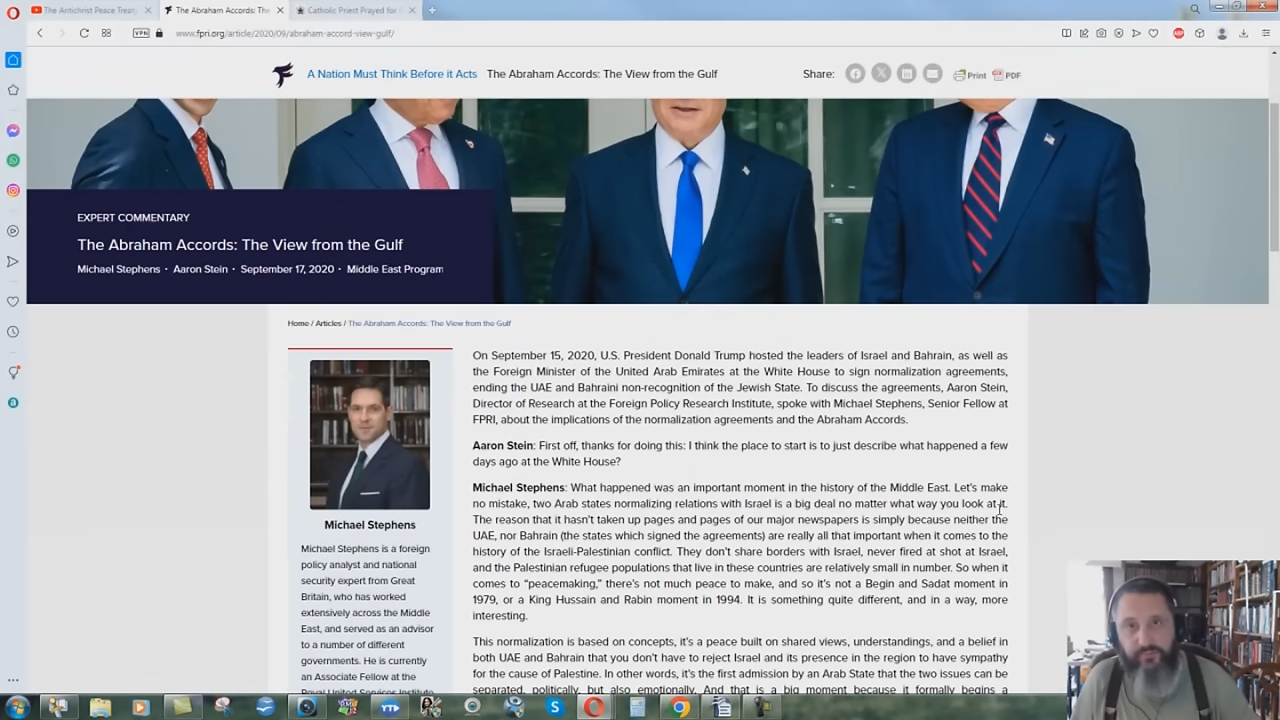 The Antichrist Peace Treaty
The Abraham Accords: The
Catholic Priest Prayed for
VPN
www.fpri.org/article/2020/09/abraham-accord-view-gulf/
A Nation Must Think Before it Acts The Abraham Accords: The View from the Gulf
Share:
Print
PDF
EXPERT COMMENTARY
The Abraham Accords: The View from the Gulf
Michael Stephens · Aaron Stein · September 17, 2020 · Middle East Program
Home / Articles / The Abraham Accords: The View from the Gulf
Michael Stephens
Michael Stephens is a foreign
policy analyst and national
security expert from Great
Britain, who has worked
extensively across the Middle
East, and served as an advisor
to a number of different
governments. He is currently
an Associate Fellow at the
Royal United Services Institute
On September 15, 2020, U.S. President Donald Trump hosted the leaders of Israel and Bahrain, as well as
the Foreign Minister of the United Arab Emirates at the White House to sign normalization agreements,
ending the UAE and Bahraini non-recognition of the Jewish State. To discuss the agreements, Aaron Stein,
Director of Research at the Foreign Policy Research Institute, spoke with Michael Stephens, Senior Fellow at
FPRI, about the implications of the normalization agreements and the Abraham Accords.
Aaron Stein: First off, thanks for doing this: I think the place to start is to just describe what happened a few
days ago at the White House?
Michael Stephens: What happened was an important moment in the history of the Middle East. Let's make
no mistake, two Arab states normalizing relations with Israel is a big deal no matter what way you look at it.
The reason that it hasn't taken up pages and pages of our major newspapers is simply because neither the
UAE, nor Bahrain (the states which signed the agreements) are really all that important when it comes to the
history of the Israeli-Palestinian conflict. They don't share borders with Israel, never fired at shot at Israel,
and the Palestinian refugee populations that live in these countries are relatively small in number. So when it
comes to “peacemaking,” there's not much peace to make, and so it's not a Begin and Sadat moment in
1979, or a King Hussain and Rabin moment in 1994. It is something quite different, and in a way, more
interesting.
This normalization is based on concepts, it's a peace built on shared views, understandings, and a belief in
both UAE and Bahrain that you don't have to reject Israel and its presence in the region to have sympathy
for the cause of Palestine. In other words, it's the first admission by an Arab State that the two issues can be
separated, politically, but also emotionally. And that is a big moment because it formally begins a